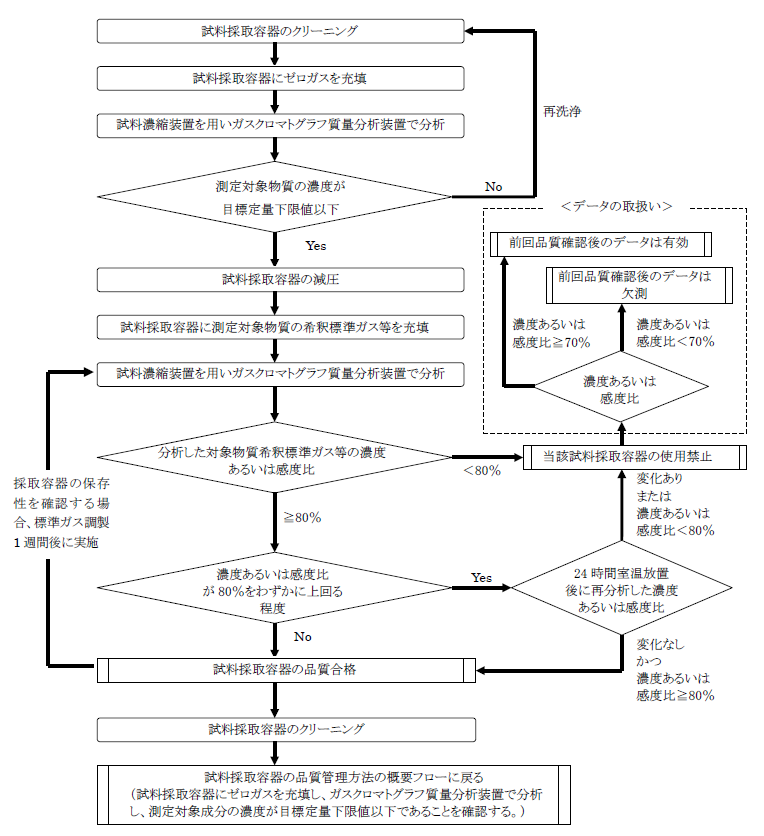 試料採取容器のクリーニング
試料採取容器にゼロガスを充填
試料濃縮装置を用いガスクロマトグラフ質量分析装置で分析
再洗浄
測定対象物質の濃度が
目標定量下限値以下
No
Yes
<データの取扱い>
前回品質確認後のデータは有効
前回品質確認後のデータは
欠測
濃度あるいは
感度比≧70%
濃度あるいは
感度比<70%
濃度あるいは
感度比
試料採取容器の減圧
試料採取容器に測定対象物質の希釈標準ガス等を充填
試料濃縮装置を用いガスクロマトグラフ質量分析装置で分析
分析した対象物質希釈標準ガス等の濃度
あるいは感度比
<80%
当該試料採取容器の使用禁止
採取容器の保存
性を確認する場
合、標準ガス調製
1週間後に実施
≧80%
変化あり
または
濃度あるいは
感度比<80%
濃度あるいは感度比
が80%をわずかに上回る
程度
Yes
24時間室温放置
後に再分析した濃度
あるいは感度比
No
変化なし
かつ
濃度あるいは
感度比≧80%
試料採取容器の品質合格
試料採取容器のクリーニング
試料採取容器の品質管理方法の概要フローに戻る
(試料採取容器にゼロガスを充填し、ガスクロマトグラフ質量分析装置で分析
し、測定対象成分の濃度が目標定量下限値以下であることを確認する。)